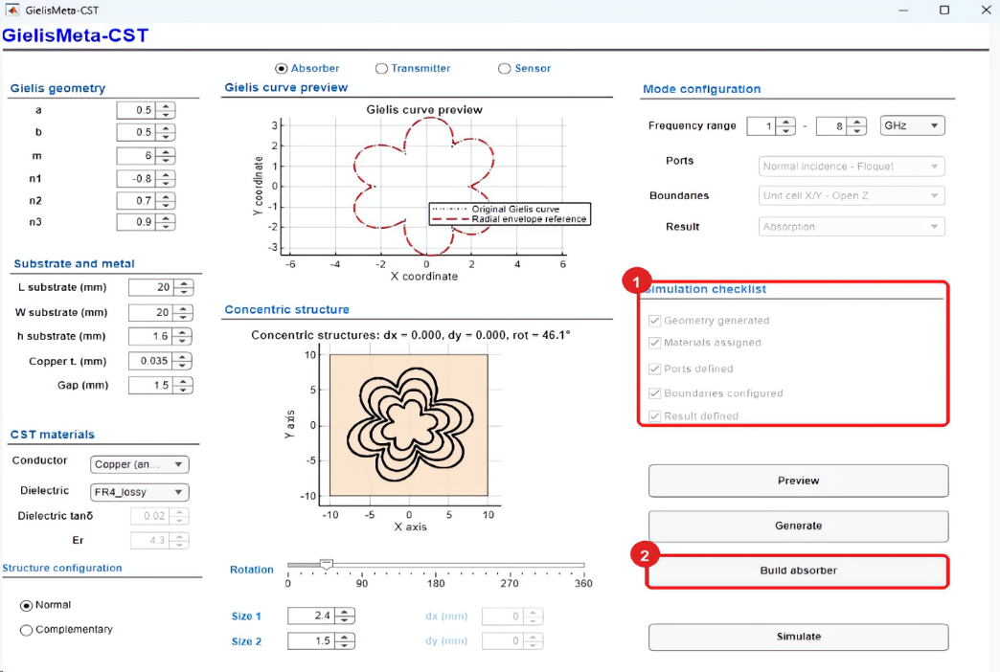 GielisMeta-CST
GielisMeta-CST
Absorber
Transmitter
Sensor
Gielis geometry
a
0.5
b
0.5
m
6
n1
-0.8
n2
0.7
n3
0.9
Substrate and metal
L substrate (mm)
20
W substrate (mm)
20
h substrate (mm)
1.6
Copper t. (mm)
0.035
Gap (mm)
1.5
CST materials
Conductor
Copper (an...
Dielectric
FR4_lossy
Dielectric tanδ
0.02
Er
4.3
Structure configuration
Normal
Complementary
Gielis curve preview
Gielis curve preview
Y coordinate
3
2
1
0
-1
-2
-3
-6 -4 -2 0 2 4 6
X coordinate
Original Gielis curve
Radial envelope reference
Concentric structure
Concentric structures: dx = 0.000, dy = 0.000, rot = 46.1°
Y axis
10
5
0
-5
-10
-10 -5 0 5 10
X axis
Rotation
0 90 180 270 360
Size 1
2.4
dx (mm)
0
Size 2
1.5
dy (mm)
0
Mode configuration
Frequency range
1 - 8
GHz
Ports
Normal incidence - Floquet
Boundaries
Unit cell X/Y - Open Z
Result
Absorption
1
Simulation checklist
Geometry generated
Materials assigned
Ports defined
Boundaries configured
Result defined
Preview
Generate
2
Build absorber
Simulate